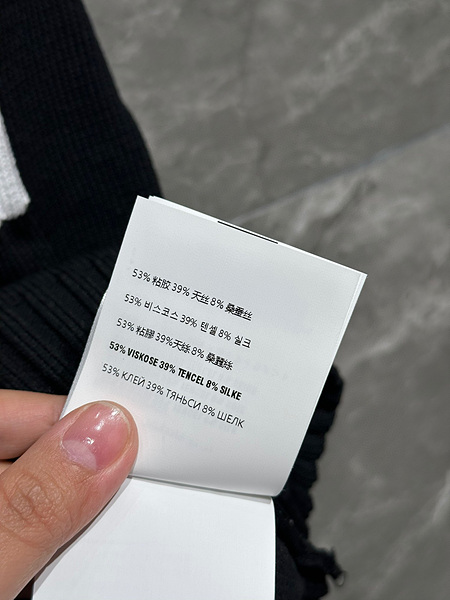 53% 粘胶 39% 天丝 8% 桑蚕丝
53% 비스코스 39% 텐셀 8% 실크
53% 粘膠 39%天絲 8% 桑蠶絲
53% VISKOSE 39% TENCEL 8% SILKE
53% КЛЕЙ 39% ТЯНЬСИ 8% ШЕЛК